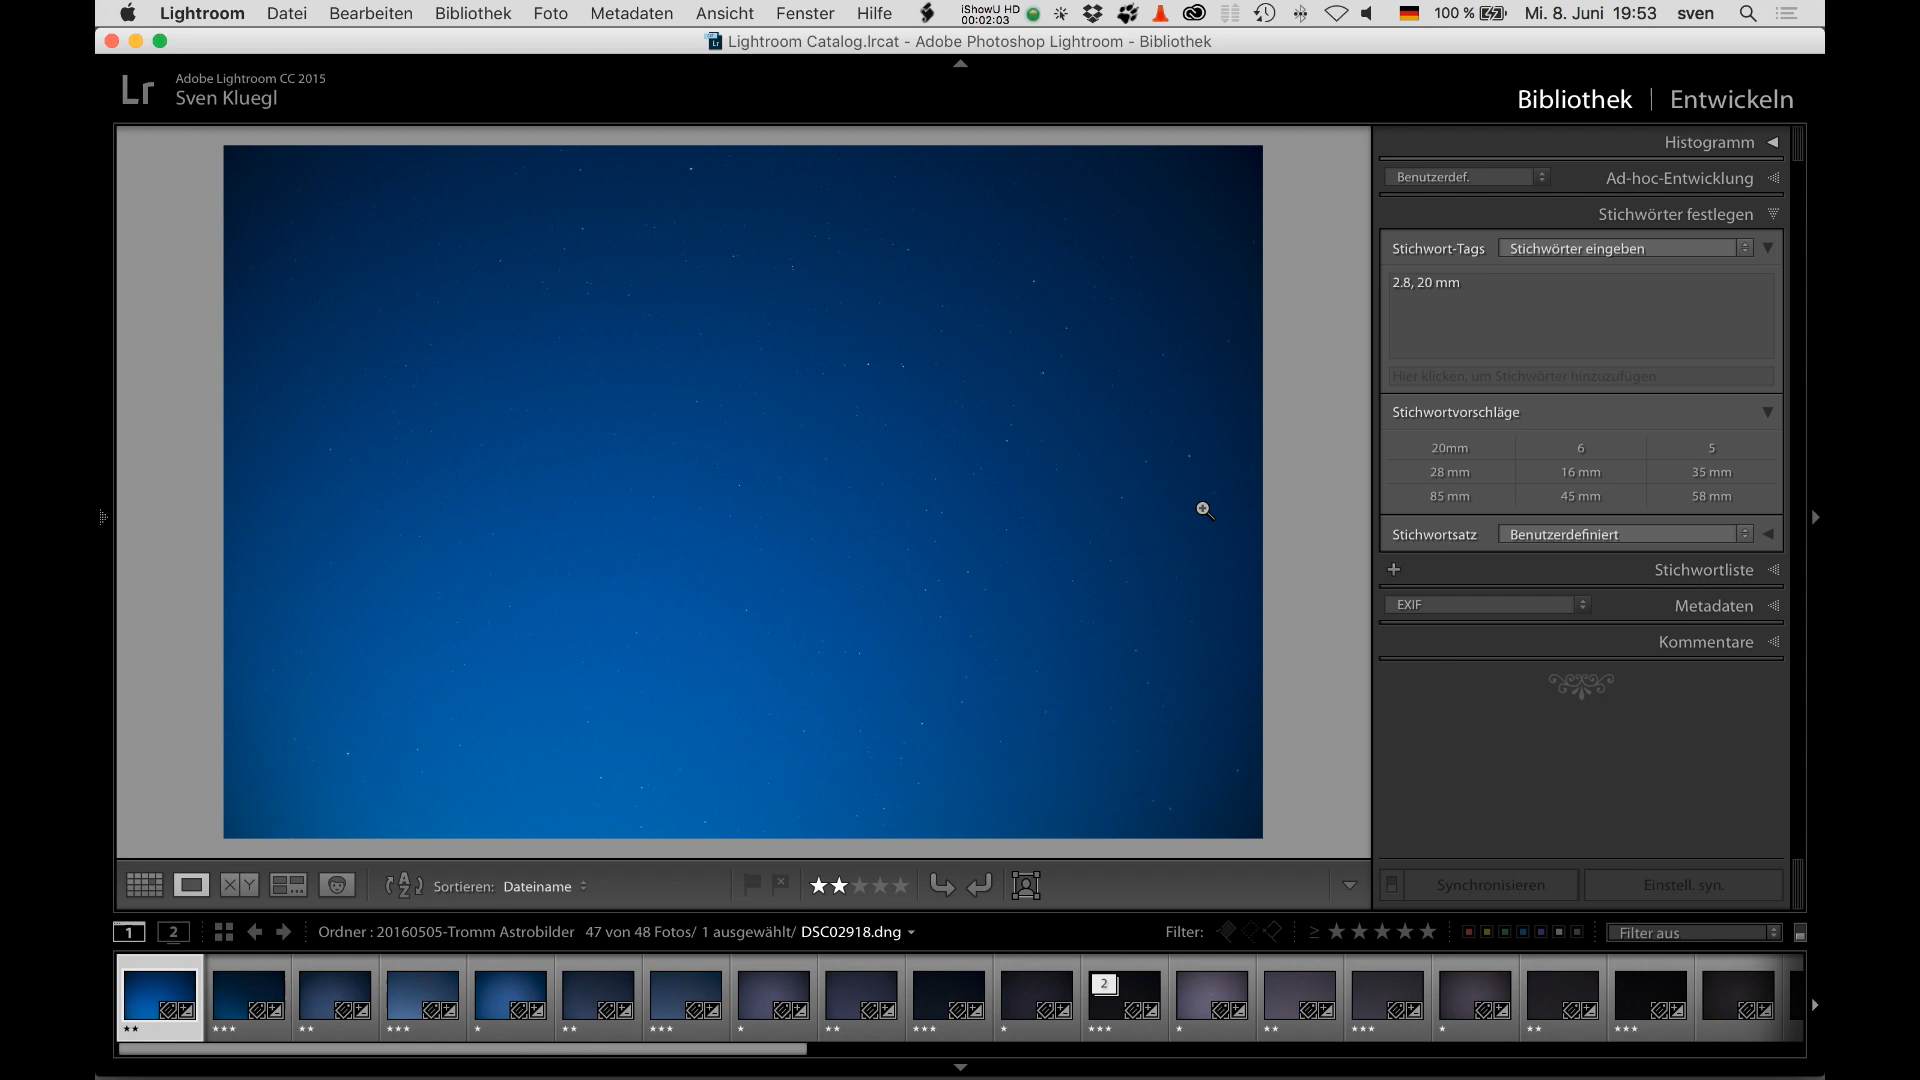 Lightroom Datei Bearbeiten Bibliothek Foto Metadaten Ansicht Fenster Hilfe iShowU HD 00:02:03 100 % Mi. 8. Juni 19:53 sven
Lightroom Catalog.lrcat - Adobe Photoshop Lightroom - Bibliothek
Lr
Adobe Lightroom CC 2015
Sven Kluegl
Bibliothek | Entwickeln
Histogramm
Benutzerdef. Ad-hoc-Entwicklung
Stichwörter festlegen
Stichwort-Tags Stichwörter eingeben
2.8, 20 mm
Hier klicken, um Stichwörter hinzuzufügen
Stichwortvorschläge
20mm 6 5
28 mm 16 mm 35 mm
85 mm 45 mm 58 mm
Stichwortsatz Benutzerdefiniert
Stichwortliste
EXIF Metadaten
Kommentare
XY AZ Sortieren: Dateiname Synchronisieren Einstell. syn.
1 2 Ordner : 20160505-Tromm Astrobilder 47 von 48 Fotos/ 1 ausgewählt/ DSC02918.dng Filter: ≥ Filter aus
2